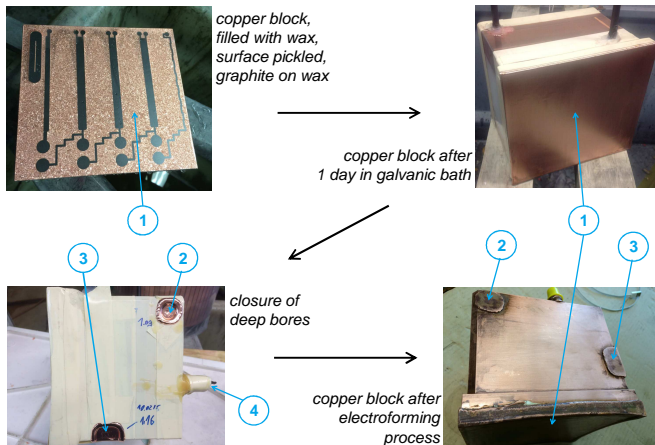 copper block,
filled with wax,
surface pickled,
graphite on wax
copper block after
1 day in galvanic bath
1
1
2
3
3
2
closure of
deep bores
4
1
copper block after
electroforming
process